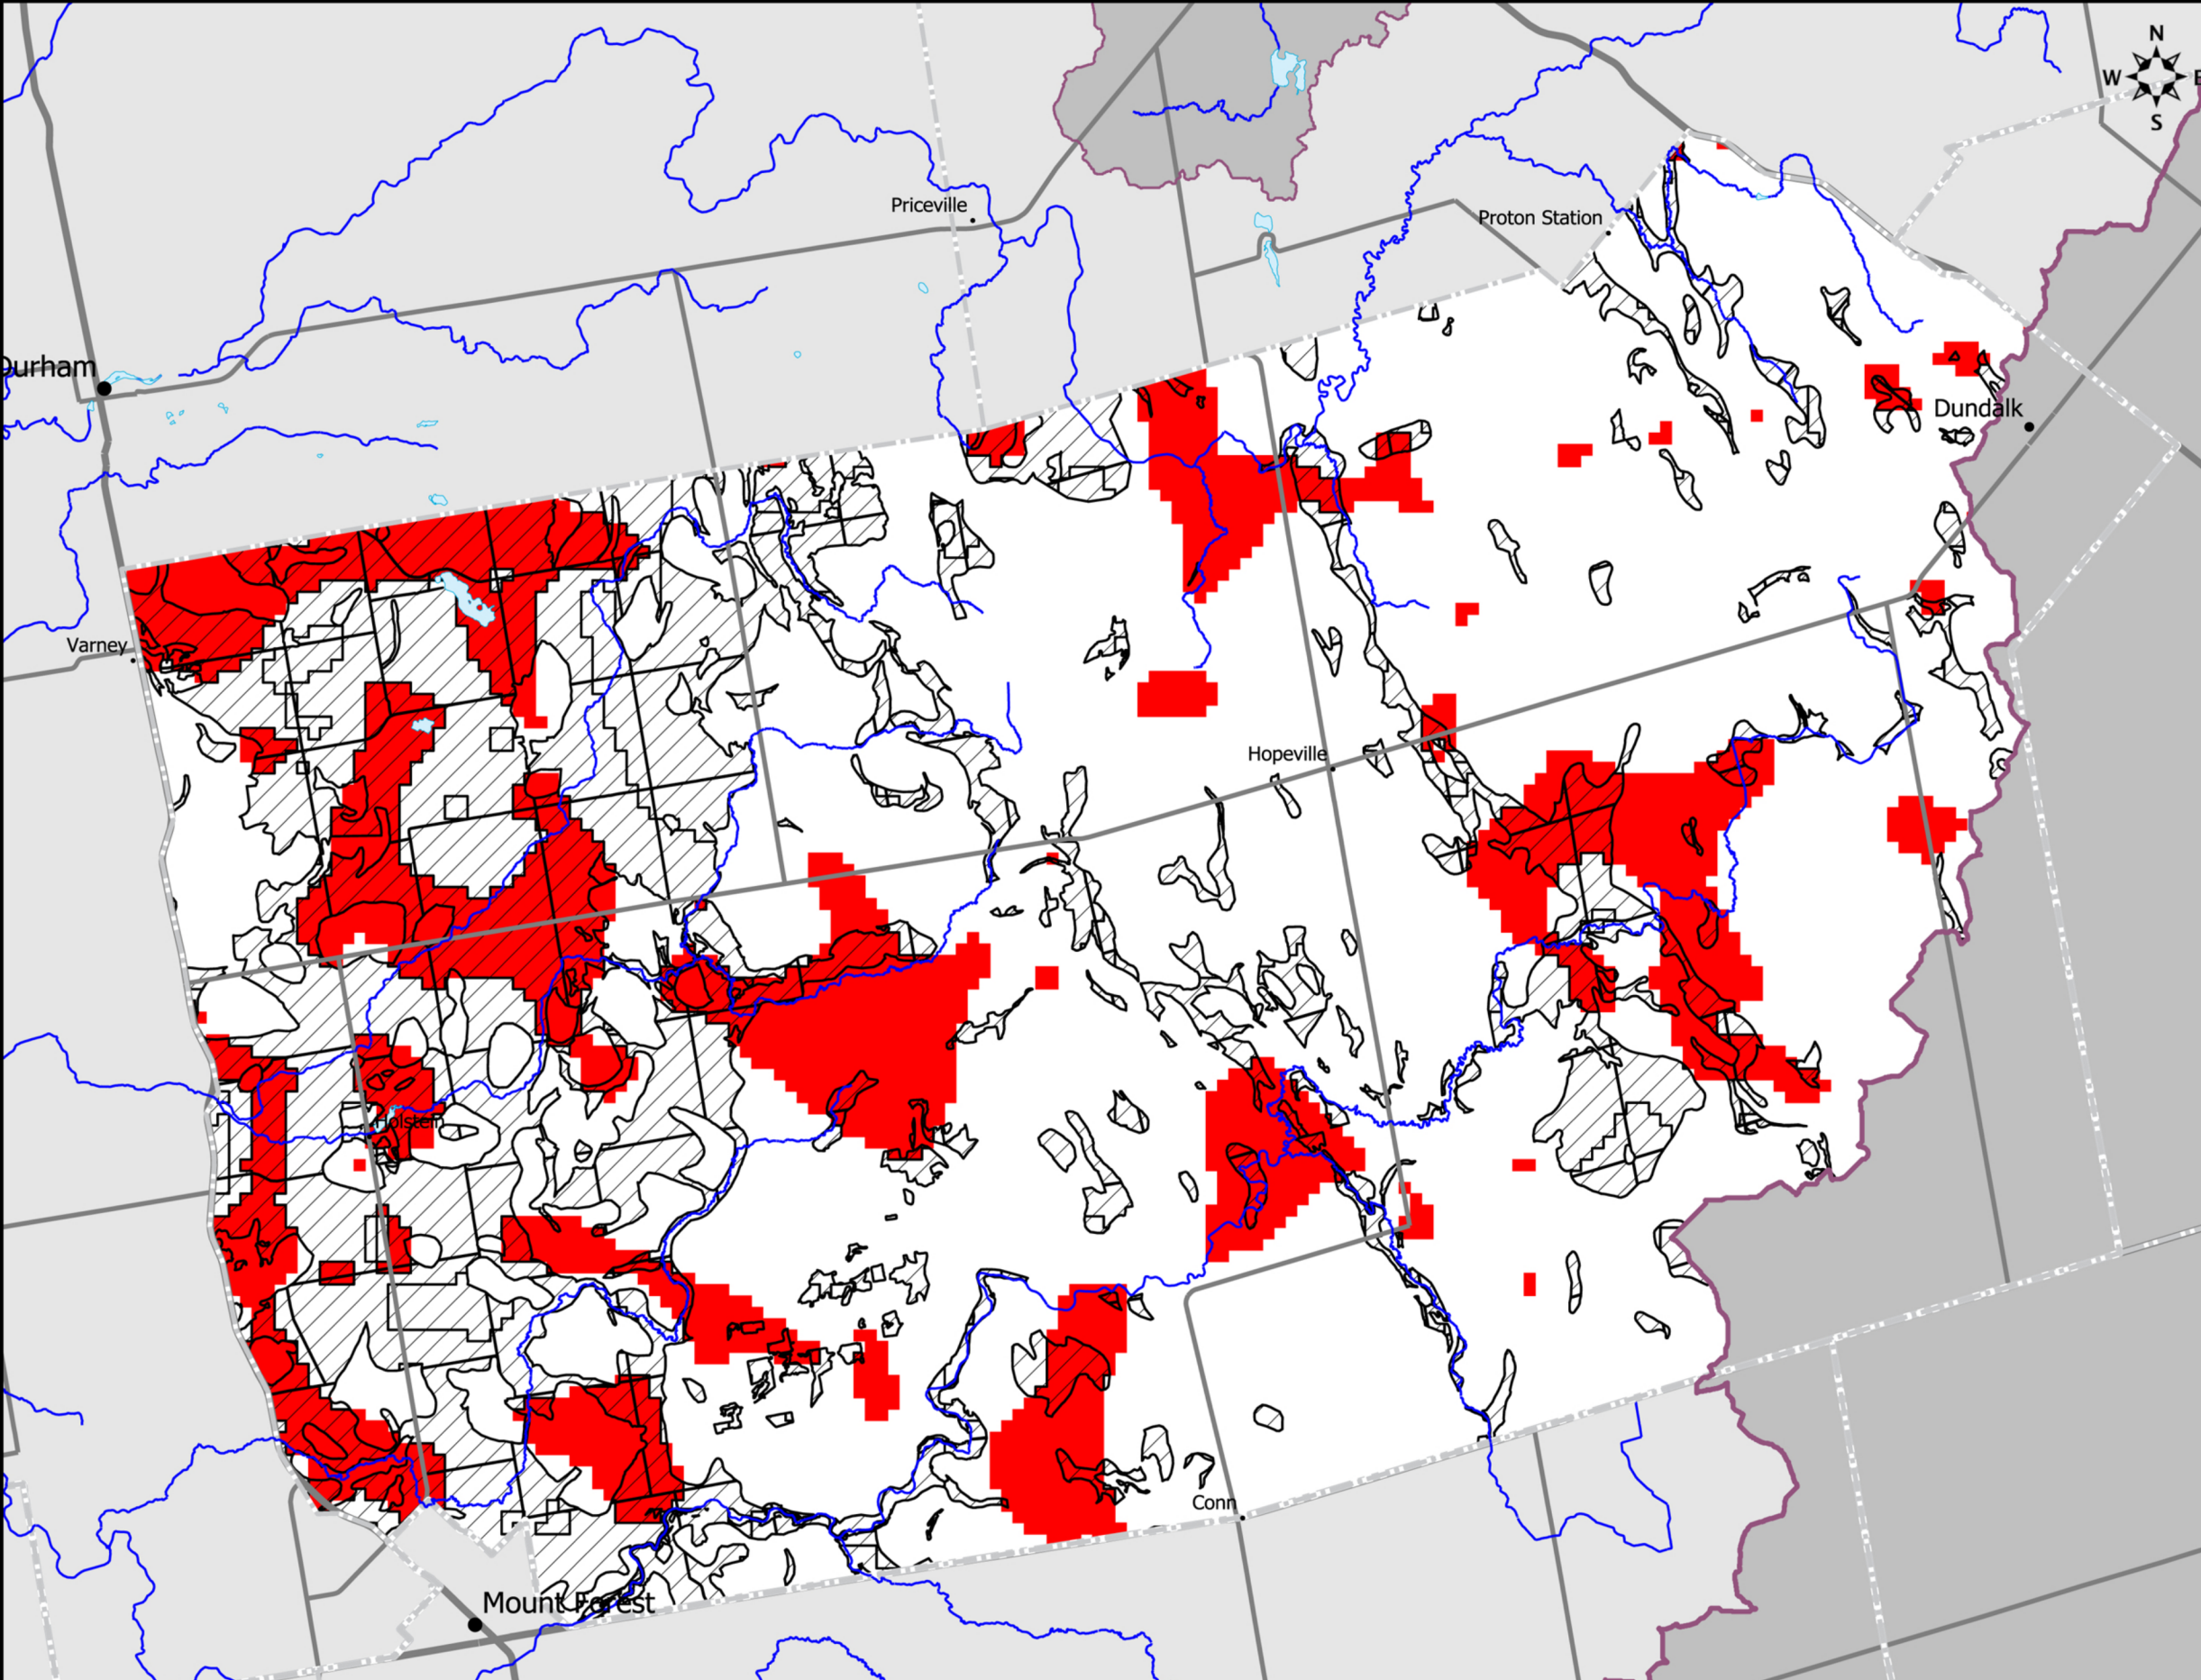 N
W E
S
Priceville
Proton Station
Durham
Dundalk
Varney
Hopeville
Holstein
Conn
Mount Forest